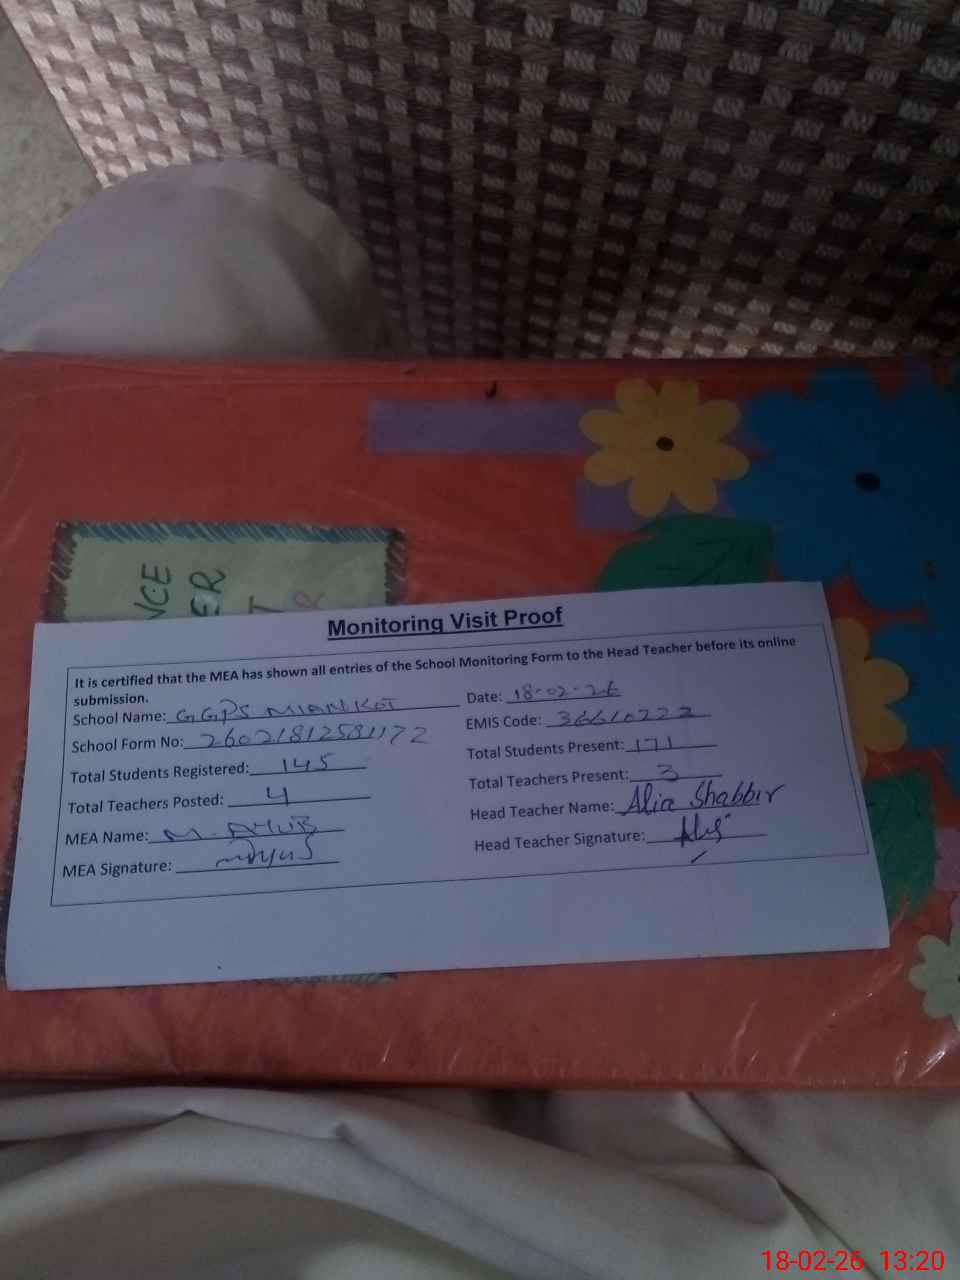 NCE
ER
T
R
Monitoring Visit Proof
It is certified that the MEA has shown all entries of the School Monitoring Form to the Head Teacher before its online
submission.
School Name: GGPS MIANKOT Date: 18-02-26
School Form No: 26021812581172 EMIS Code: 36610222
Total Students Registered: 145 Total Students Present: 171
Total Teachers Posted: 4 Total Teachers Present: 3
MEA Name: M. AYUB Head Teacher Name: Alia Shabbir
MEA Signature: Head Teacher Signature:
18-02-26 13:20